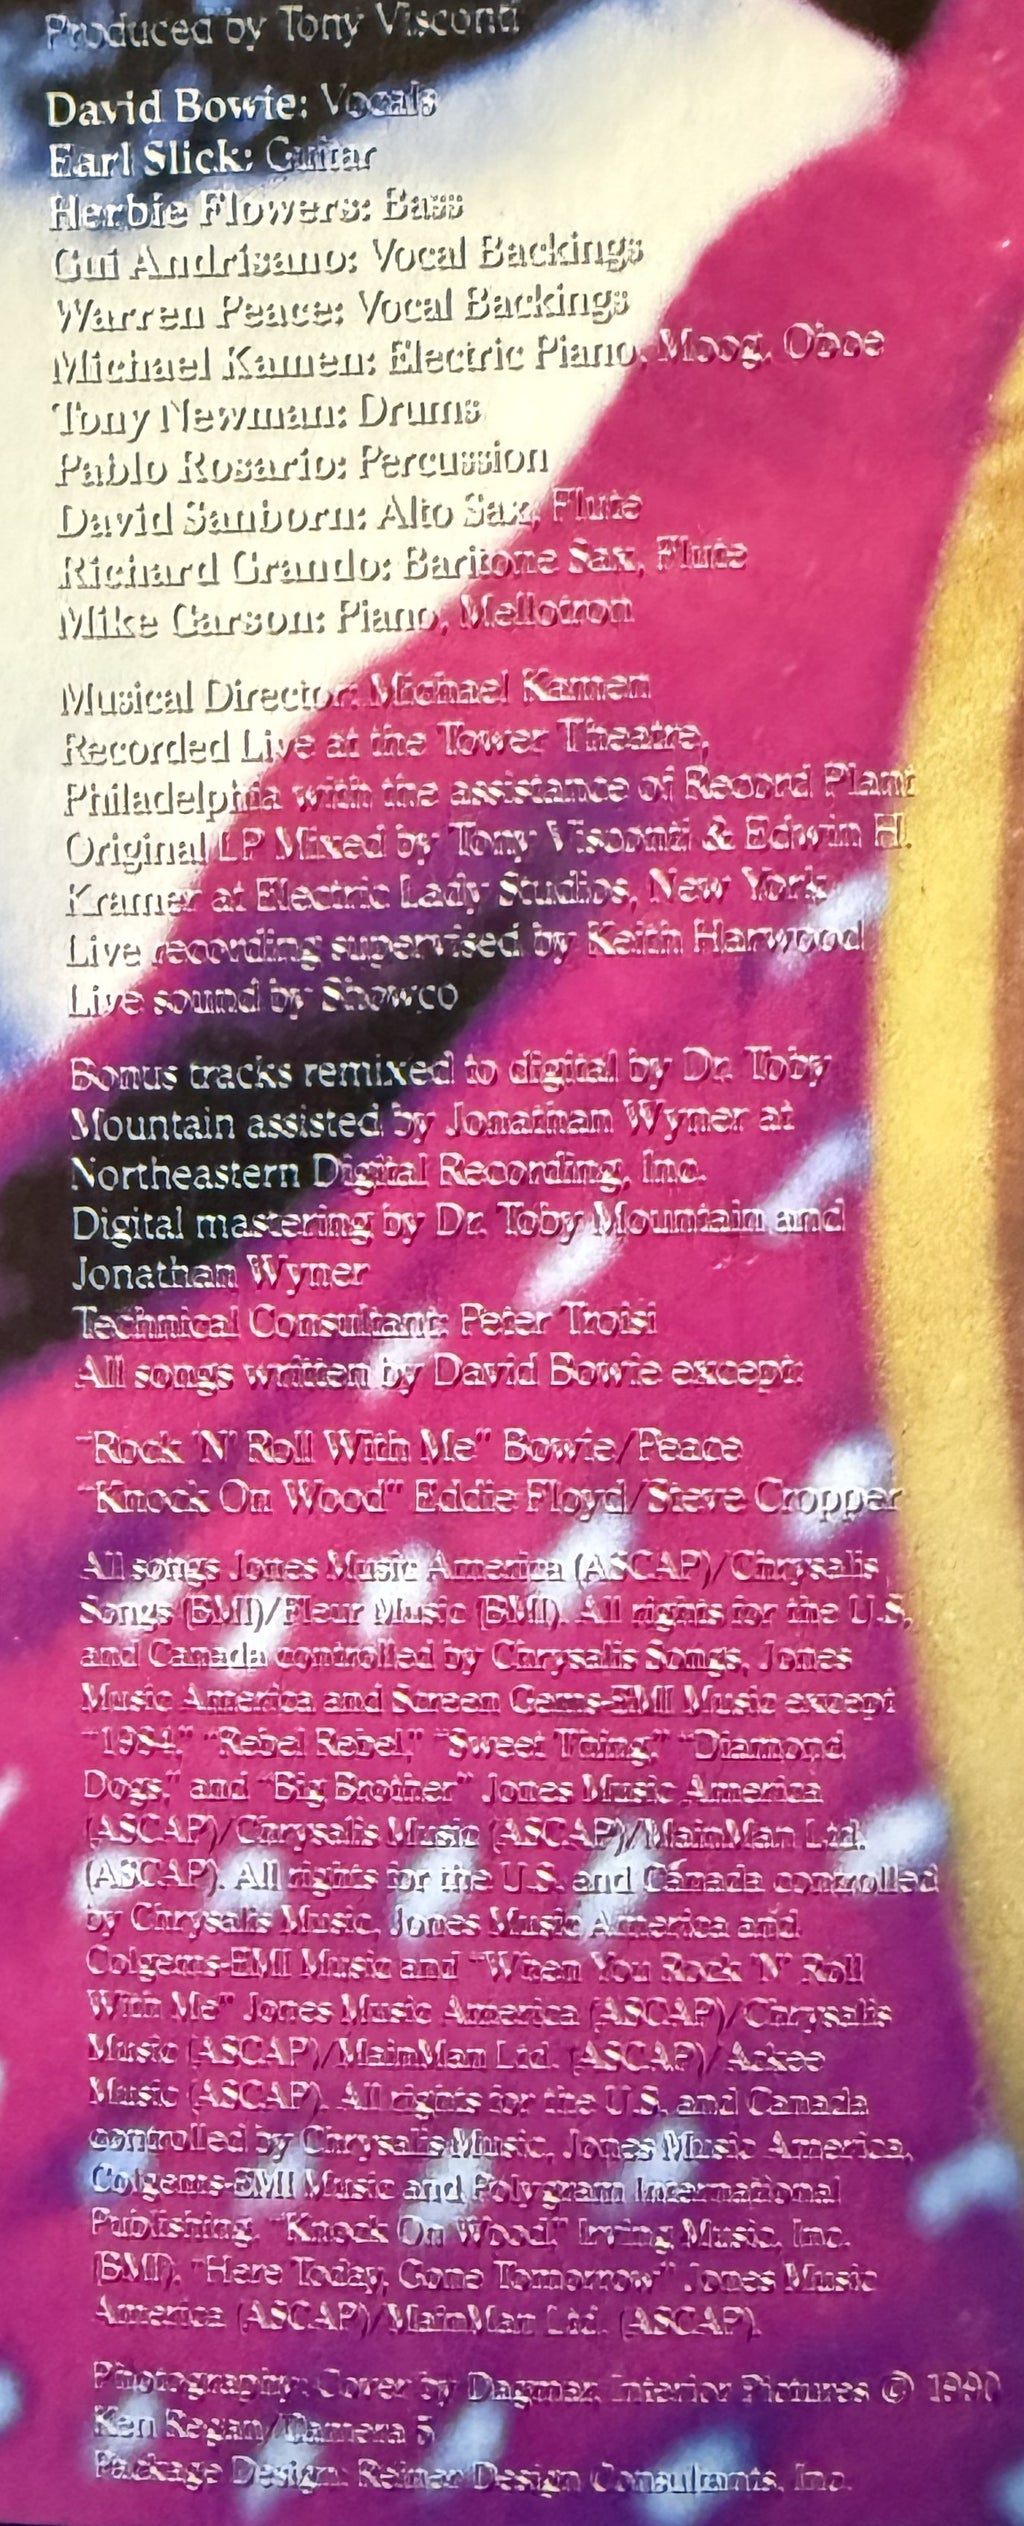 Produced by Tony Visconti
David Bowie: Vocals
Earl Slick: Guitar
Herbie Flowers: Bass
Gui Andrisano: Vocal Backings
Warren Peace: Vocal Backings
Michael Kamen: Electric Piano, Moog, Oboe
Tony Newman: Drums
Pablo Rosario: Percussion
David Sanborn: Alto Sax, Flute
Richard Grando: Baritone Sax, Flute
Mike Garson: Piano, Mellotron
Musical Director: Michael Kamen
Recorded Live at the Tower Theatre,
Philadelphia with the assistance of Record Plant
Original LP Mixed by Tony Visconti & Edwin H.
Kramer at Electric Lady Studios, New York
Live recording supervised by Keith Harwood
Live sound by Showco
Bonus tracks remixed to digital by Dr. Toby
Mountain assisted by Jonathan Wyner at
Northeastern Digital Recording, Inc.
Digital mastering by Dr. Toby Mountain and
Jonathan Wyner
Technical Consultant: Peter Troisi
All songs written by David Bowie except:
"Rock 'N' Roll With Me" Bowie/Peace
"Knock On Wood" Eddie Floyd/Steve Cropper
All songs Jones Music America (ASCAP)/Chrysalis
Songs (BMI)/Fleur Music (BMI). All rights for the U.S.
and Canada controlled by Chrysalis Songs, Jones
Music America and Screen Gems-EMI Music except
"1984," "Rebel Rebel," "Sweet Thing," "Diamond
Dogs," and "Big Brother" Jones Music America
(ASCAP)/Chrysalis Music (ASCAP)/MainMan Ltd.
(ASCAP). All rights for the U.S. and Canada controlled
by Chrysalis Music, Jones Music America and
Colgems-EMI Music and "When You Rock 'N' Roll
With Me" Jones Music America (ASCAP)/Chrysalis
Music (ASCAP)/MainMan Ltd. (ASCAP)/Ackee
Music (ASCAP). All rights for the U.S. and Canada
controlled by Chrysalis Music, Jones Music America,
Colgems-EMI Music and Polygram International
Publishing. "Knock On Wood," Irving Music, Inc.
(BMI). "Here Today, Gone Tomorrow" Jones Music
America (ASCAP)/MainMan Ltd. (ASCAP).
Photography: Cover by Dagmar, Interior Pictures © 1990
Ken Regan/Camera 5
Package Design: Reiner Design Consultants, Inc.